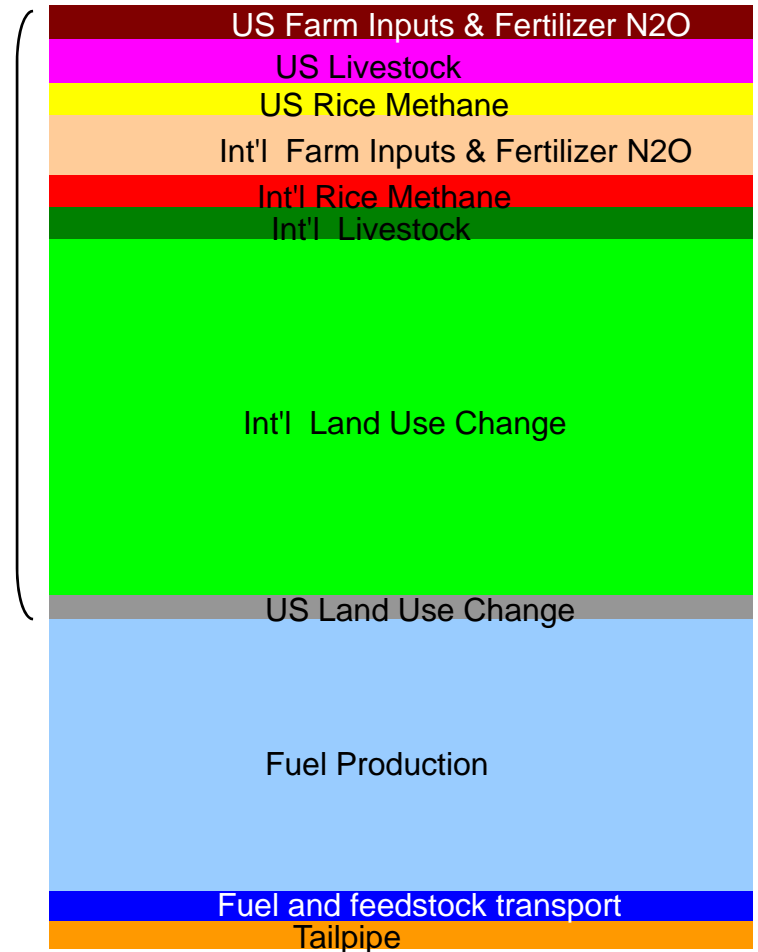 US Farm Inputs & Fertilizer N2O
US Livestock
US Rice Methane
Int'l  Farm Inputs & Fertilizer N2O
Int'l Rice Methane
Int'l  Livestock
Int'l  Land Use Change
US Land Use Change
Fuel Production
Fuel and feedstock transport
Tailpipe